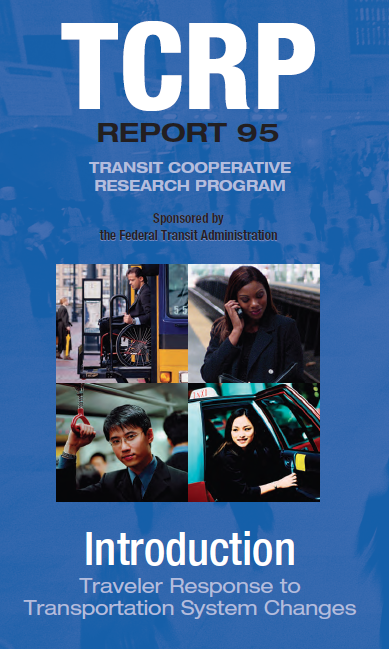 TCRP
REPORT 95
TRANSIT COOPERATIVE
RESEARCH PROGRAM
Sponsored by
the Federal Transit Administration
TAXI
Introduction
Traveler Response to
Transportation System Changes